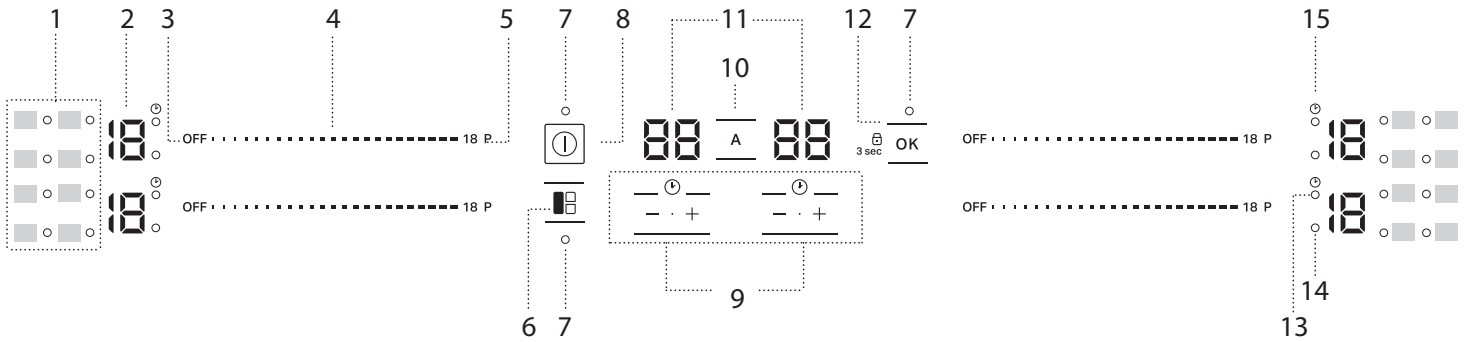 1 2 3 4 5 7 8 11 12 7 15
10
18 OFF 18 P 88 A 88 3 sec OK OFF 18 P 18
18 OFF 18 P − · + − · + OFF 18 P 18
9
6 7 14
13